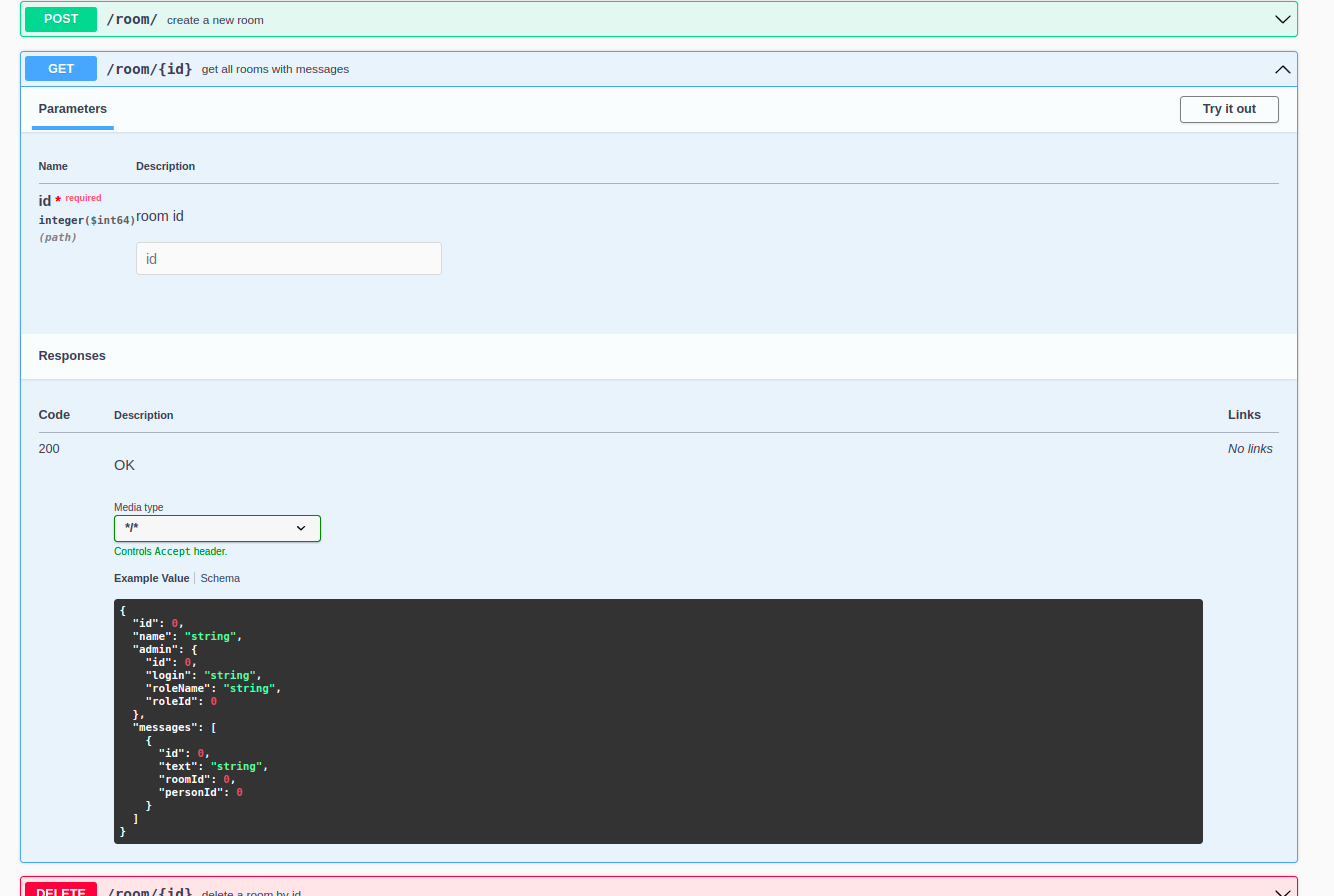 POST /room/ create a new room
GET /room/{id} get all rooms with messages
Parameters Try it out
Name Description
id * required
integer($int64) room id
(path)
id
Responses
Code Description Links
200 No links
OK
Media type
*/*
Controls Accept header.
Example Value Schema
{
  "id": 0,
  "name": "string",
  "admin": {
    "id": 0,
    "login": "string",
    "roleName": "string",
    "roleId": 0
  },
  "messages": [
    {
      "id": 0,
      "text": "string",
      "roomId": 0,
      "personId": 0
    }
  ]
}
DELETE /room/{id} delete a room by id